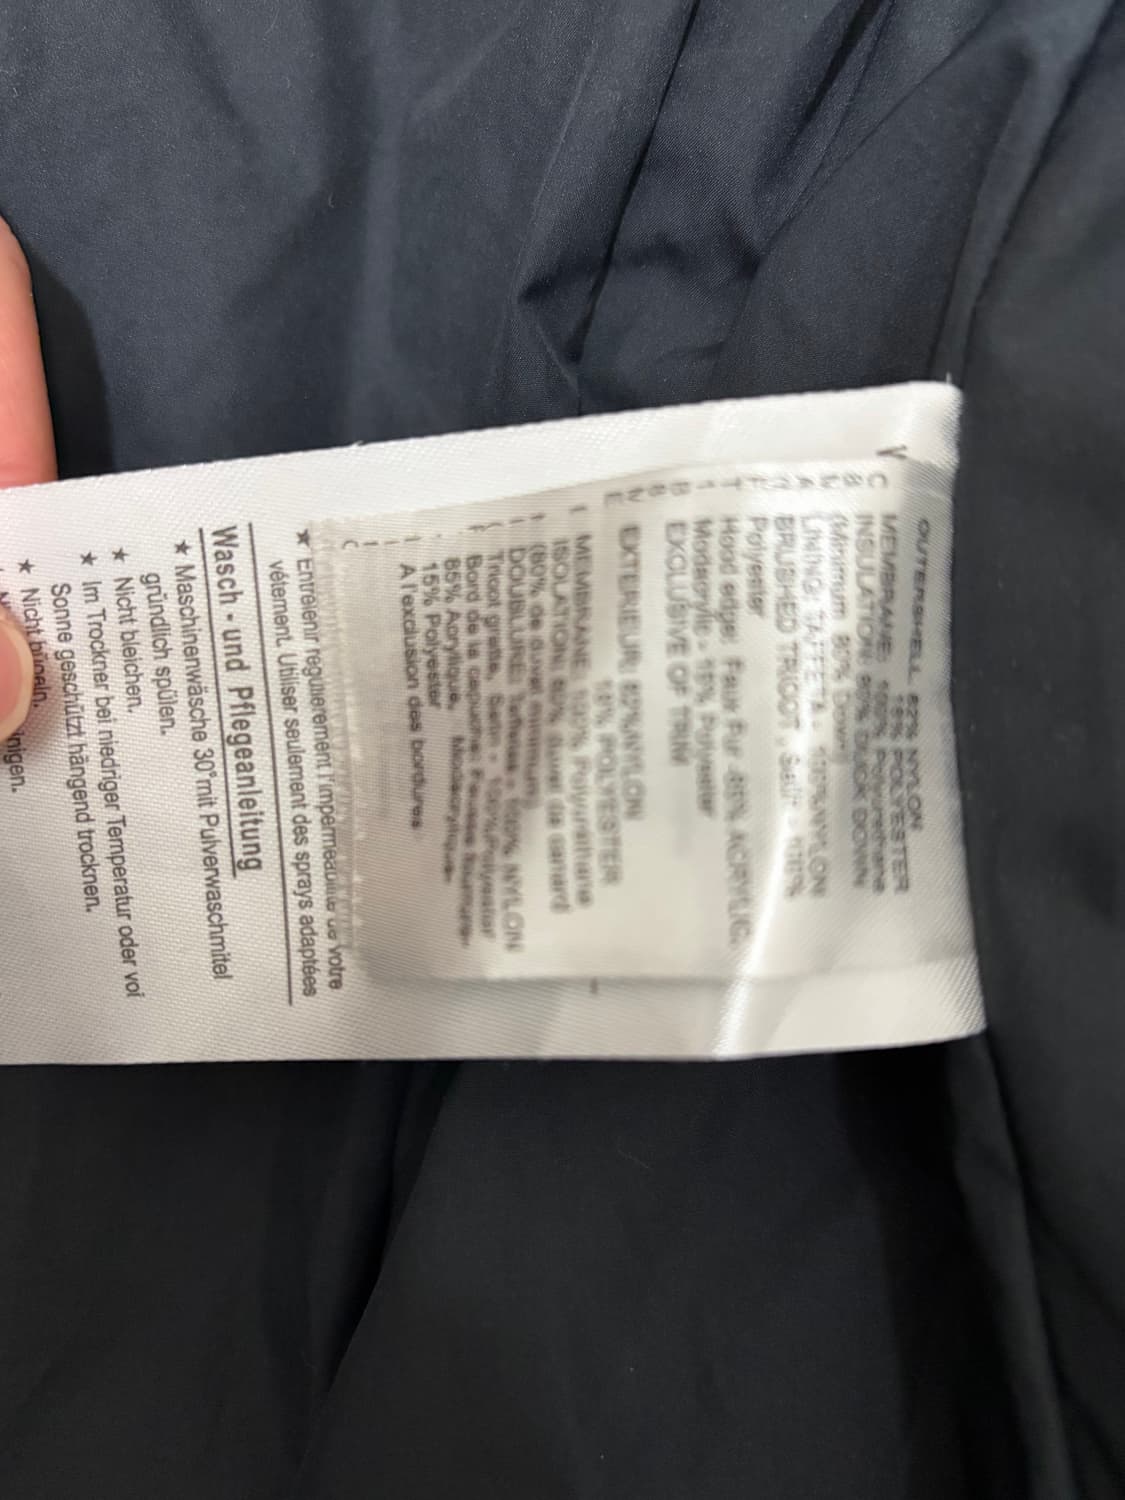 OUTERSHELL 82% NYLON
18% POLYESTER
MEMBRANE: 100% Polyurethane
INSULATION: 80% DUCK DOWN
(Minimum 80% Down)
LINING: TAFFETA - 100%NYLON
BRUSHED TRICOT, 100%
Polyester
Hood edge: Faux Fur 85% ACRYLIC,
Modacrylic - 15% Polyester
EXCLUSIVE OF TRIM
EXTERIEUR: 82%NYLON
18% POLYESTER
MEMBRANE: 100% Polyuréthane
ISOLATION: 80% duvet de canard
(80% de duvet minimum)
DOUBLURE: Taffetas - 100% NYLON
Tricot gratté, - 100%Polyester
Bord de la capuche: Fausse fourrure-
85% Acrylique, Modacrylique-
15% Polyester
A l'exclusion des bordures
★ Entretenir régulièrement l'imperméabilité de votre
vêtement. Utiliser seulement des sprays adaptées
Wasch - und Pflegeanleitung
★ Maschinenwäsche 30°mit Pulverwaschmittel
gründlich spülen.
★ Nicht bleichen.
★ Im Trockner bei niedriger Temperatur oder vor
Sonne geschützt hängend trocknen.
★ Nicht bügeln.